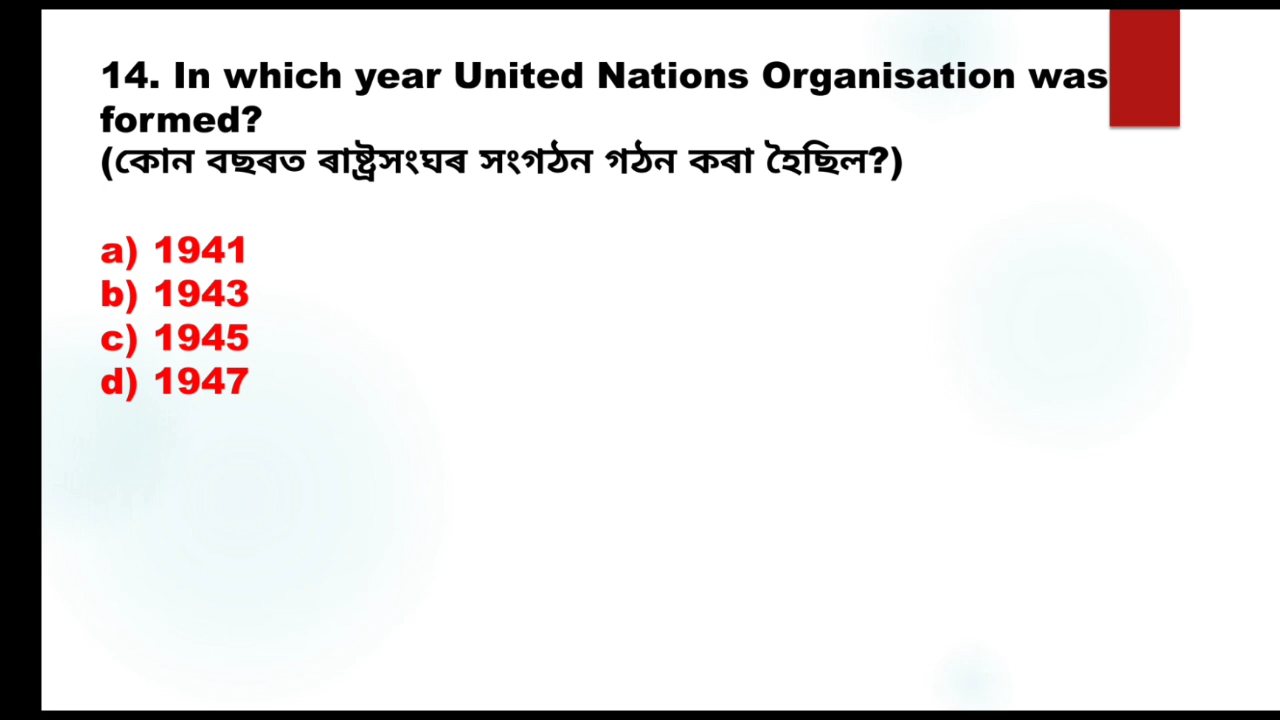 14. In which year United Nations Organisation was
formed?
(কোন বছৰত ৰাষ্ট্ৰসংঘৰ সংগঠন গঠন কৰা হৈছিল?)
a) 1941
b) 1943
c) 1945
d) 1947